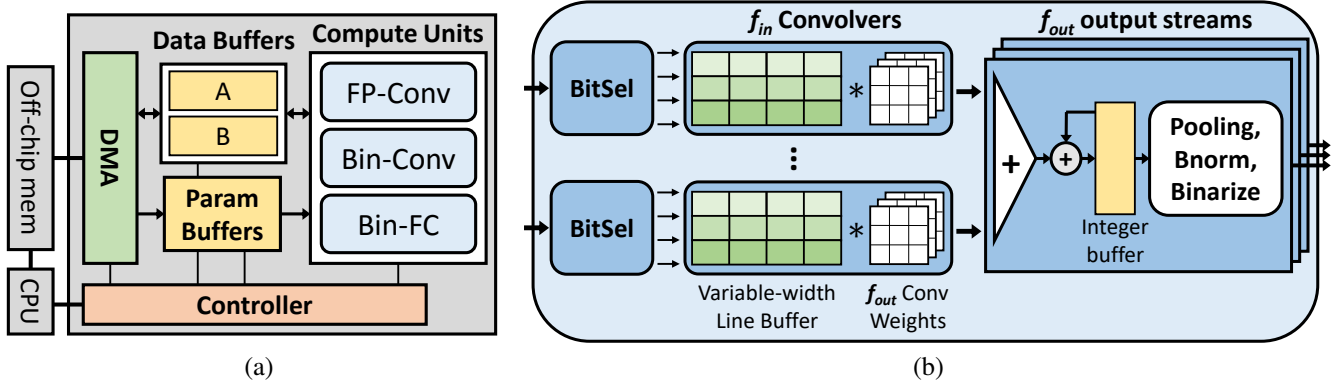 Off-chip mem
CPU
DMA
Data Buffers
A
B
Param
Buffers
Compute Units
FP-Conv
Bin-Conv
Bin-FC
Controller
(a)
f_in Convolvers
f_out output streams
BitSel
*
BitSel
*
Variable-width
Line Buffer
f_out Conv
Weights
+
+
Integer
buffer
Pooling,
Bnorm,
Binarize
(b)